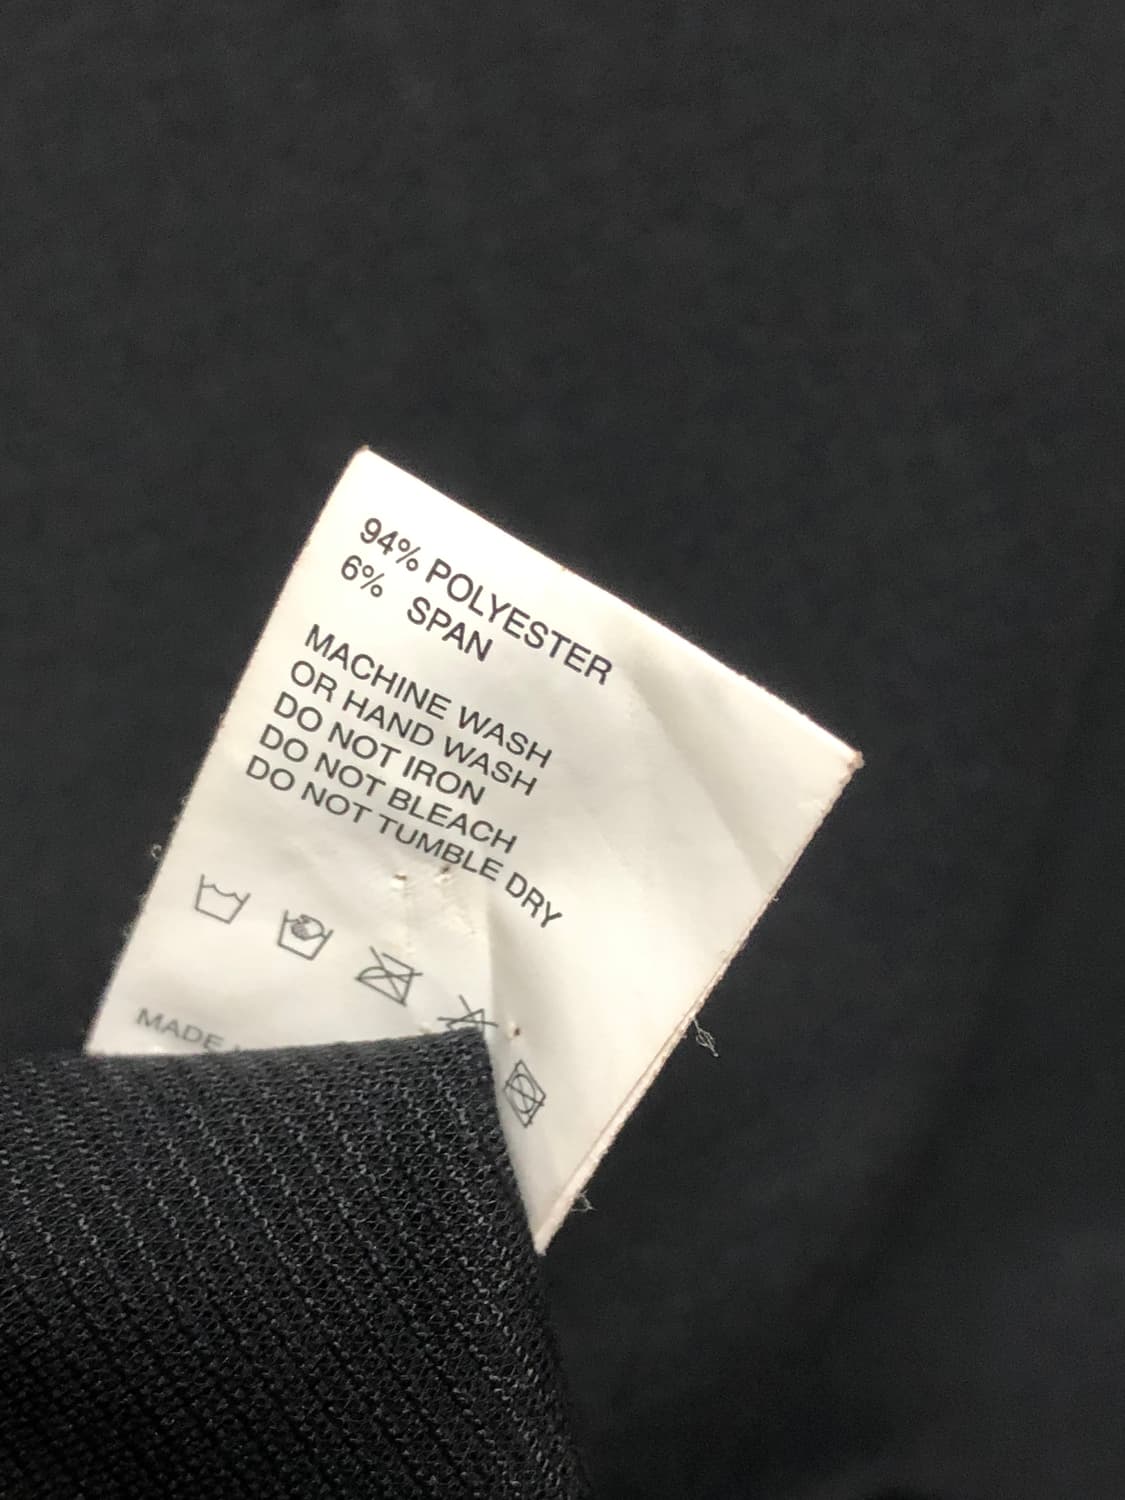 94% POLYESTER
6% SPAN
MACHINE WASH
OR HAND WASH
DO NOT IRON
DO NOT BLEACH
DO NOT TUMBLE DRY
MADE